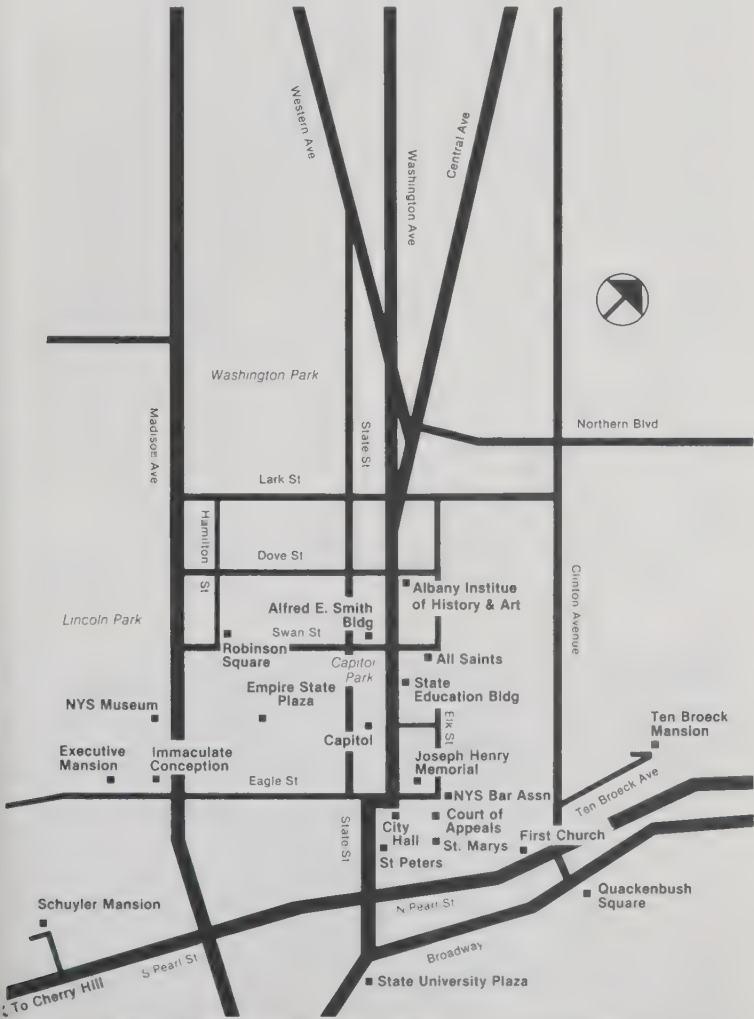 Western Ave
Washington Ave
Central Ave
Washington Park
Madison Ave
State St
Northern Blvd
Lark St
Hamilton St
Dove St
Clinton Avenue
Albany Institue
of History & Art
Lincoln Park
Alfred E. Smith
Bldg
Swan St
Robinson
Square
Capitol
Park
All Saints
State
Education Bldg
NYS Museum
Empire State
Plaza
Capitol
Elk St
Ten Broeck
Mansion
Executive
Mansion
Immaculate
Conception
Joseph Henry
Memorial
Eagle St
NYS Bar Assn
Ten Broeck Ave
State St
City
Hall
Court of
Appeals
First Church
St Peters
St. Marys
Schuyler Mansion
N Pearl St
Quackenbush
Square
S Pearl St
Broadway
State University Plaza
To Cherry Hill